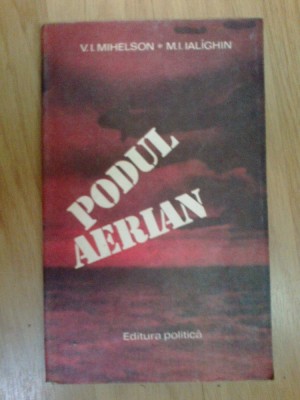 V. I. MIHELSON • M.I. IALÎGHIN
PODUL
AERIAN
Editura politică